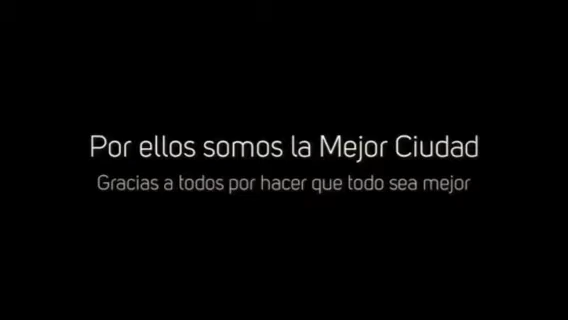 Por ellos somos la Mejor Ciudad
Gracias a todos por hacer que todo sea mejor